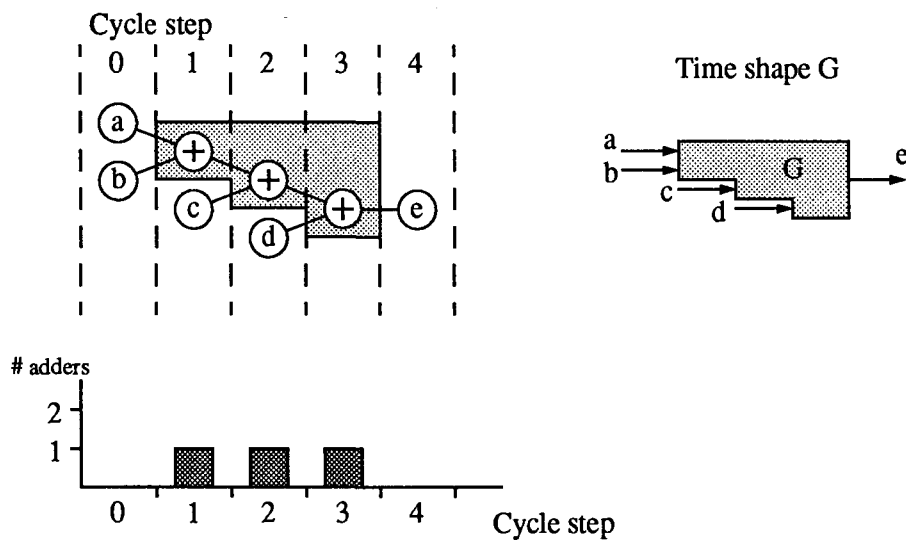 Cycle step
0 1 2 3 4
a
b
+
c
+
d
+
e
Time shape G
a
b
c
d
G
e
# adders
2
1
0 1 2 3 4
Cycle step